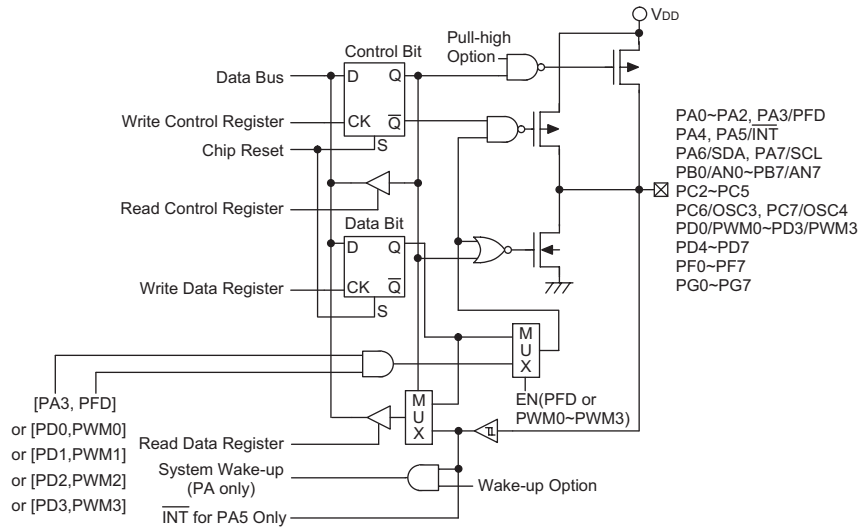 VDD
Pull-high
Option
Control Bit
Data Bus
D
Q
Write Control Register
CK
Q̅
Chip Reset
S
Read Control Register
Data Bit
D
Q
Write Data Register
CK
Q̅
S
PA0~PA2, PA3/PFD
PA4, PA5/I̅N̅T̅
PA6/SDA, PA7/SCL
PB0/AN0~PB7/AN7
PC2~PC5
PC6/OSC3, PC7/OSC4
PD0/PWM0~PD3/PWM3
PD4~PD7
PF0~PF7
PG0~PG7
M
U
X
EN(PFD or
PWM0~PWM3)
[PA3, PFD]
or [PD0,PWM0]
or [PD1,PWM1]
or [PD2,PWM2]
or [PD3,PWM3]
M
U
X
Read Data Register
System Wake-up
(PA only)
Wake-up Option
I̅N̅T̅ for PA5 Only